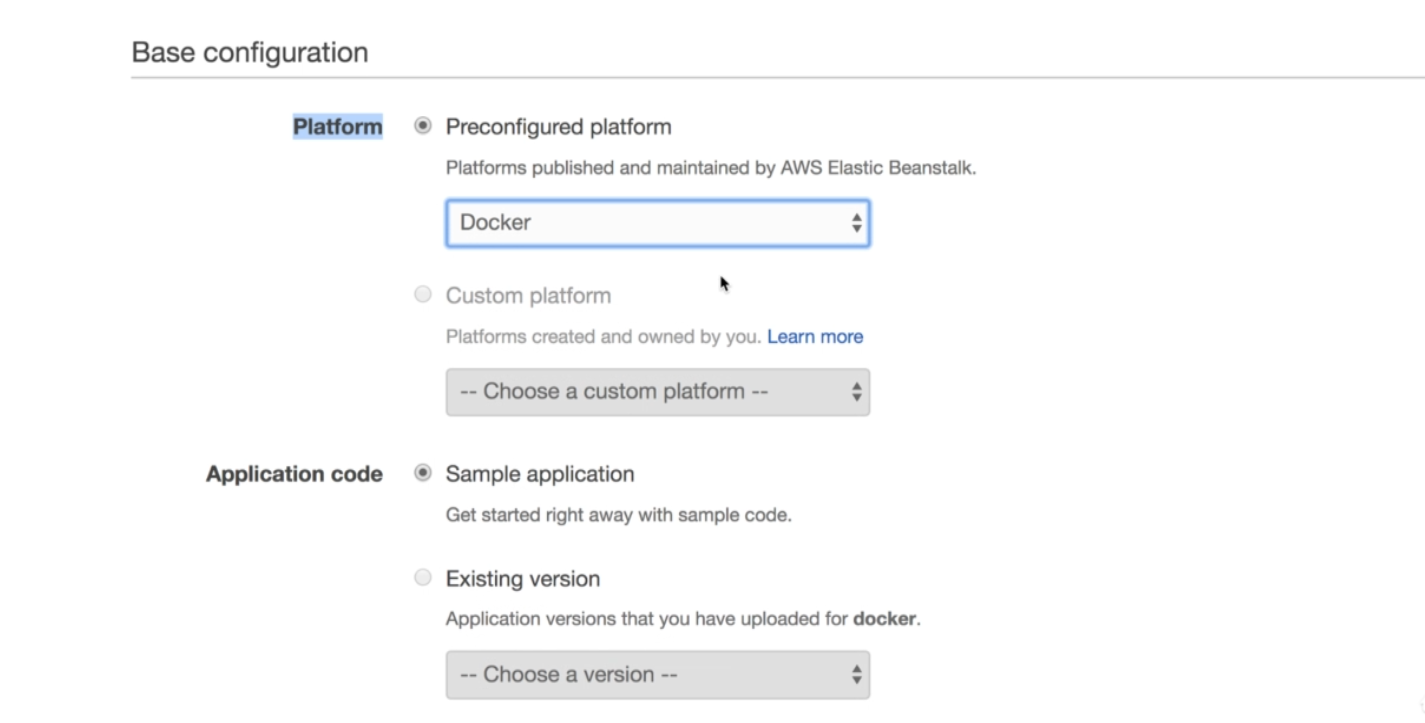 Base configuration
Platform
Preconfigured platform
Platforms published and maintained by AWS Elastic Beanstalk.
Docker
Custom platform
Platforms created and owned by you. Learn more
-- Choose a custom platform --
Application code
Sample application
Get started right away with sample code.
Existing version
Application versions that you have uploaded for docker.
-- Choose a version --